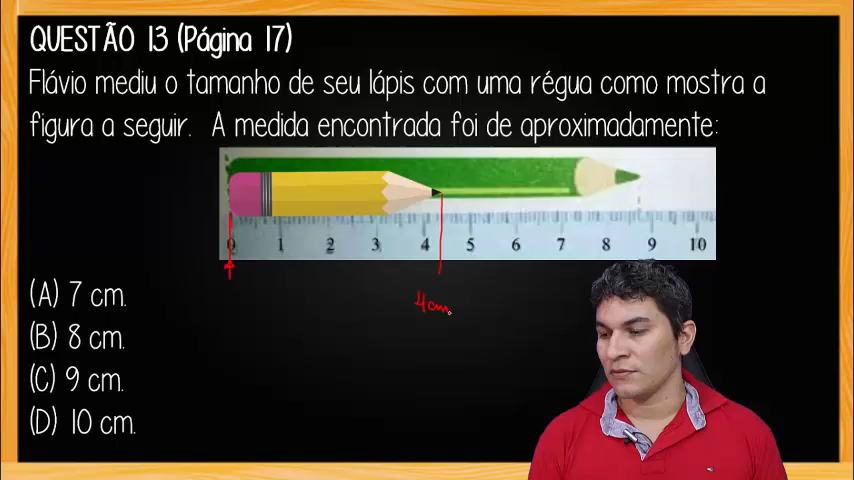 QUESTÃO 13 (Página 17)
Flávio mediu o tamanho de seu lápis com uma régua como mostra a
figura a seguir. A medida encontrada foi de aproximadamente:
0 1 2 3 4 5 6 7 8 9 10
4cm
(A) 7 cm.
(B) 8 cm.
(C) 9 cm.
(D) 10 cm.